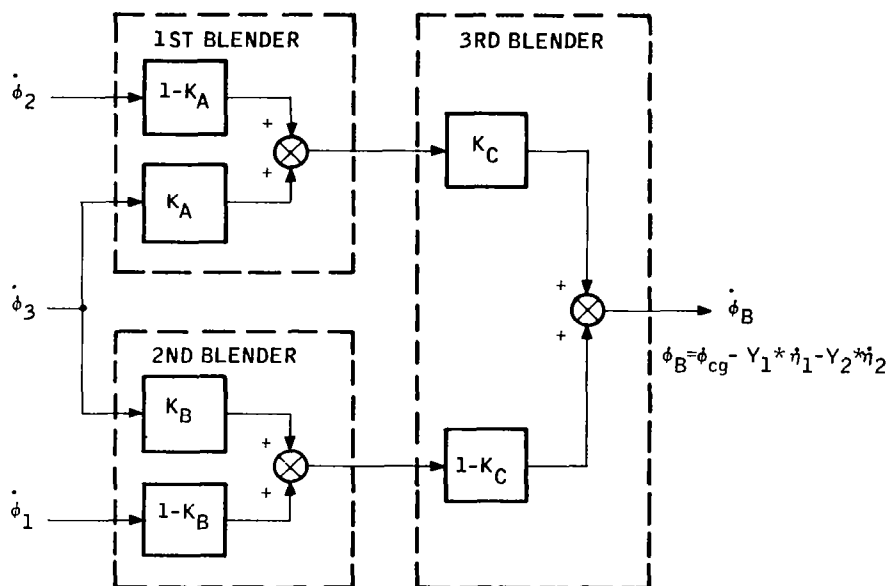 1ST BLENDER
3RD BLENDER
φ̇2
1-KA
+
+
KA
KC
φ̇3
+
+
φ̇B
φB=φcg- Y1*η̇1-Y2*η̇2
2ND BLENDER
KB
+
+
1-KC
φ̇1
1-KB